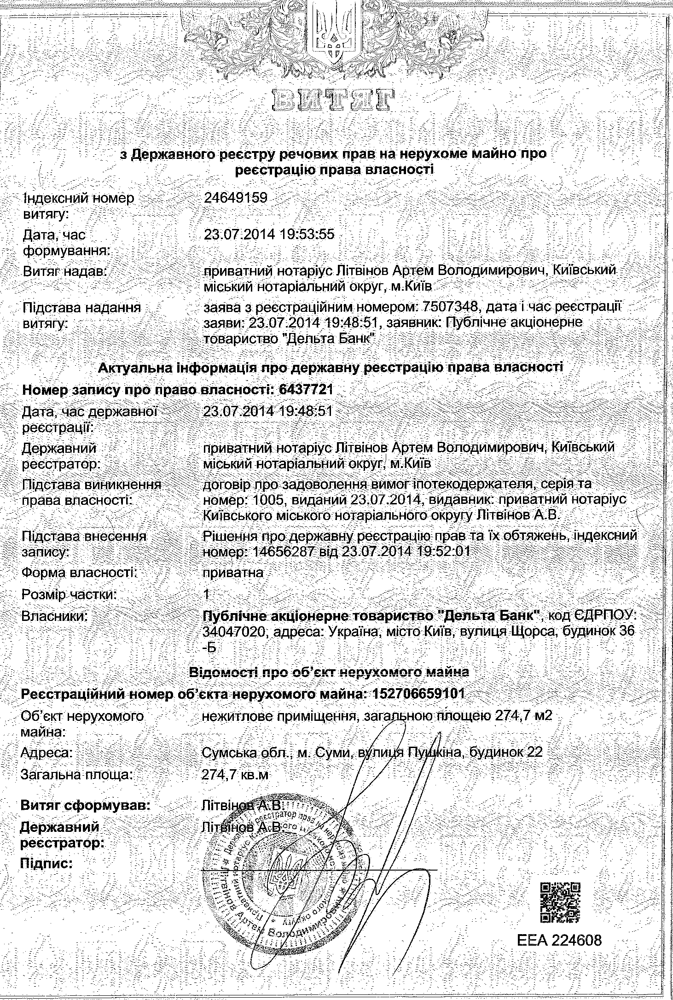 ВИТЯГ
з Державного реєстру речових прав на нерухоме майно про
реєстрацію права власності
Індексний номер 24649159
витягу:
Дата, час 23.07.2014 19:53:55
формування:
Витяг надав: приватний нотаріус Літвінов Артем Володимирович, Київський
міський нотаріальний округ, м.Київ
Підстава надання заява з реєстраційним номером: 7507348, дата і час реєстрації
витягу: заяви: 23.07.2014 19:48:51, заявник: Публічне акціонерне
товариство "Дельта Банк"
Актуальна інформація про державну реєстрацію права власності
Номер запису про право власності: 6437721
Дата, час державної 23.07.2014 19:48:51
реєстрації:
Державний приватний нотаріус Літвінов Артем Володимирович, Київський
реєстратор: міський нотаріальний округ, м.Київ
Підстава виникнення договір про задоволення вимог іпотекодержателя, серія та
права власності: номер: 1005, виданий 23.07.2014, видавник: приватний нотаріус
Київського міського нотаріального округу Літвінов А.В.
Підстава внесення Рішення про державну реєстрацію прав та їх обтяжень, індексний
запису: номер: 14656287 від 23.07.2014 19:52:01
Форма власності: приватна
Розмір частки: 1
Власники: Публічне акціонерне товариство "Дельта Банк", код ЄДРПОУ:
34047020, адреса: Україна, місто Київ, вулиця Щорса, будинок 36
-Б
Відомості про об'єкт нерухомого майна
Реєстраційний номер об'єкта нерухомого майна: 152706659101
Об'єкт нерухомого нежитлове приміщення, загальною площею 274,7 м2
майна:
Адреса: Сумська обл., м. Суми, вулиця Пушкіна, будинок 22
Загальна площа: 274,7 кв.м
Витяг сформував: Літвінов А.В.
Державний Літвінов А.В.
реєстратор:
Підпис:
Літвінов Артем Володимирович
ЕЕА 224608